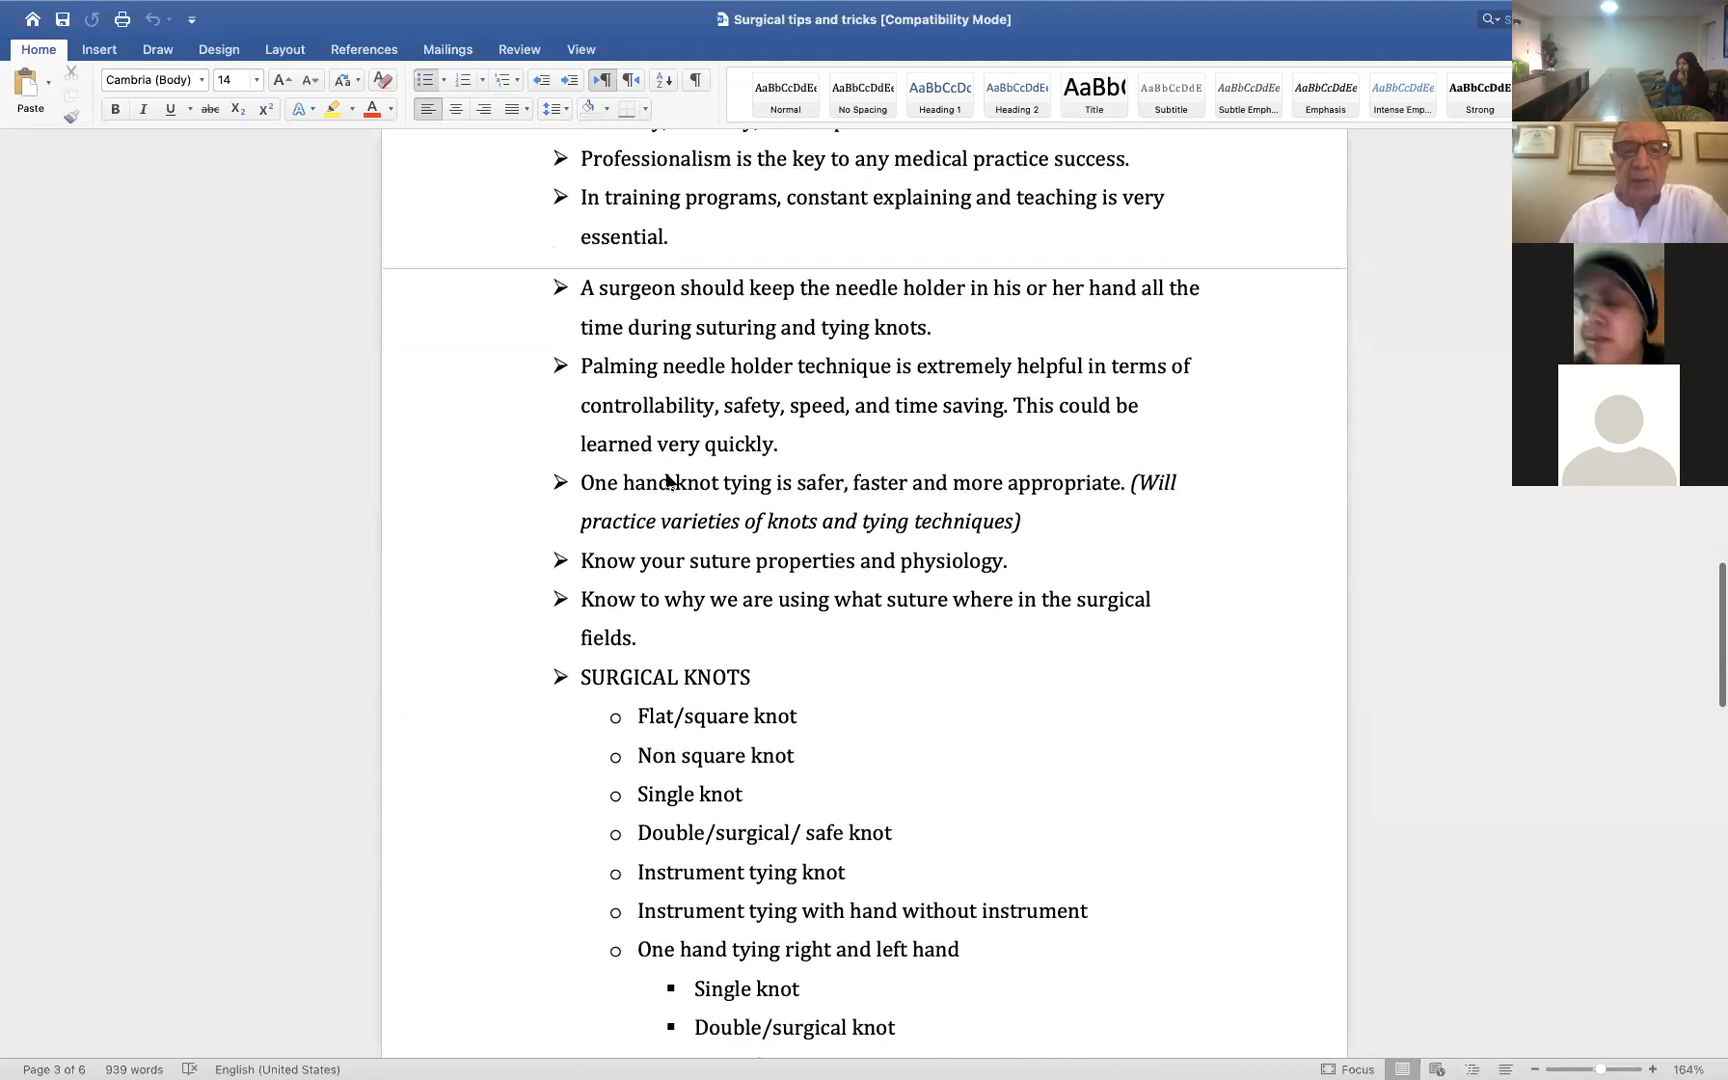 Surgical tips and tricks [Compatibility Mode]
Home Insert Draw Design Layout References Mailings Review View
Paste
Cambria (Body) 14
AaBbCcDdEe AaBbCcDdEe AaBbCcDc AaBbCcDdEe AaBb( AaBbCcDdE AaBbCcDdEe AaBbCcDdEe AaBbCcDdEe AaBbCcDdEe
Normal No Spacing Heading 1 Heading 2 Title Subtitle Subtle Emph... Emphasis Intense Emp... Strong
➢ Professionalism is the key to any medical practice success.
➢ In training programs, constant explaining and teaching is very
essential.
➢ A surgeon should keep the needle holder in his or her hand all the
time during suturing and tying knots.
➢ Palming needle holder technique is extremely helpful in terms of
controllability, safety, speed, and time saving. This could be
learned very quickly.
➢ One hand knot tying is safer, faster and more appropriate. (Will
practice varieties of knots and tying techniques)
➢ Know your suture properties and physiology.
➢ Know to why we are using what suture where in the surgical
fields.
➢ SURGICAL KNOTS
o Flat/square knot
o Non square knot
o Single knot
o Double/surgical/ safe knot
o Instrument tying knot
o Instrument tying with hand without instrument
o One hand tying right and left hand
▪ Single knot
▪ Double/surgical knot
Page 3 of 6 939 words English (United States) Focus 164%